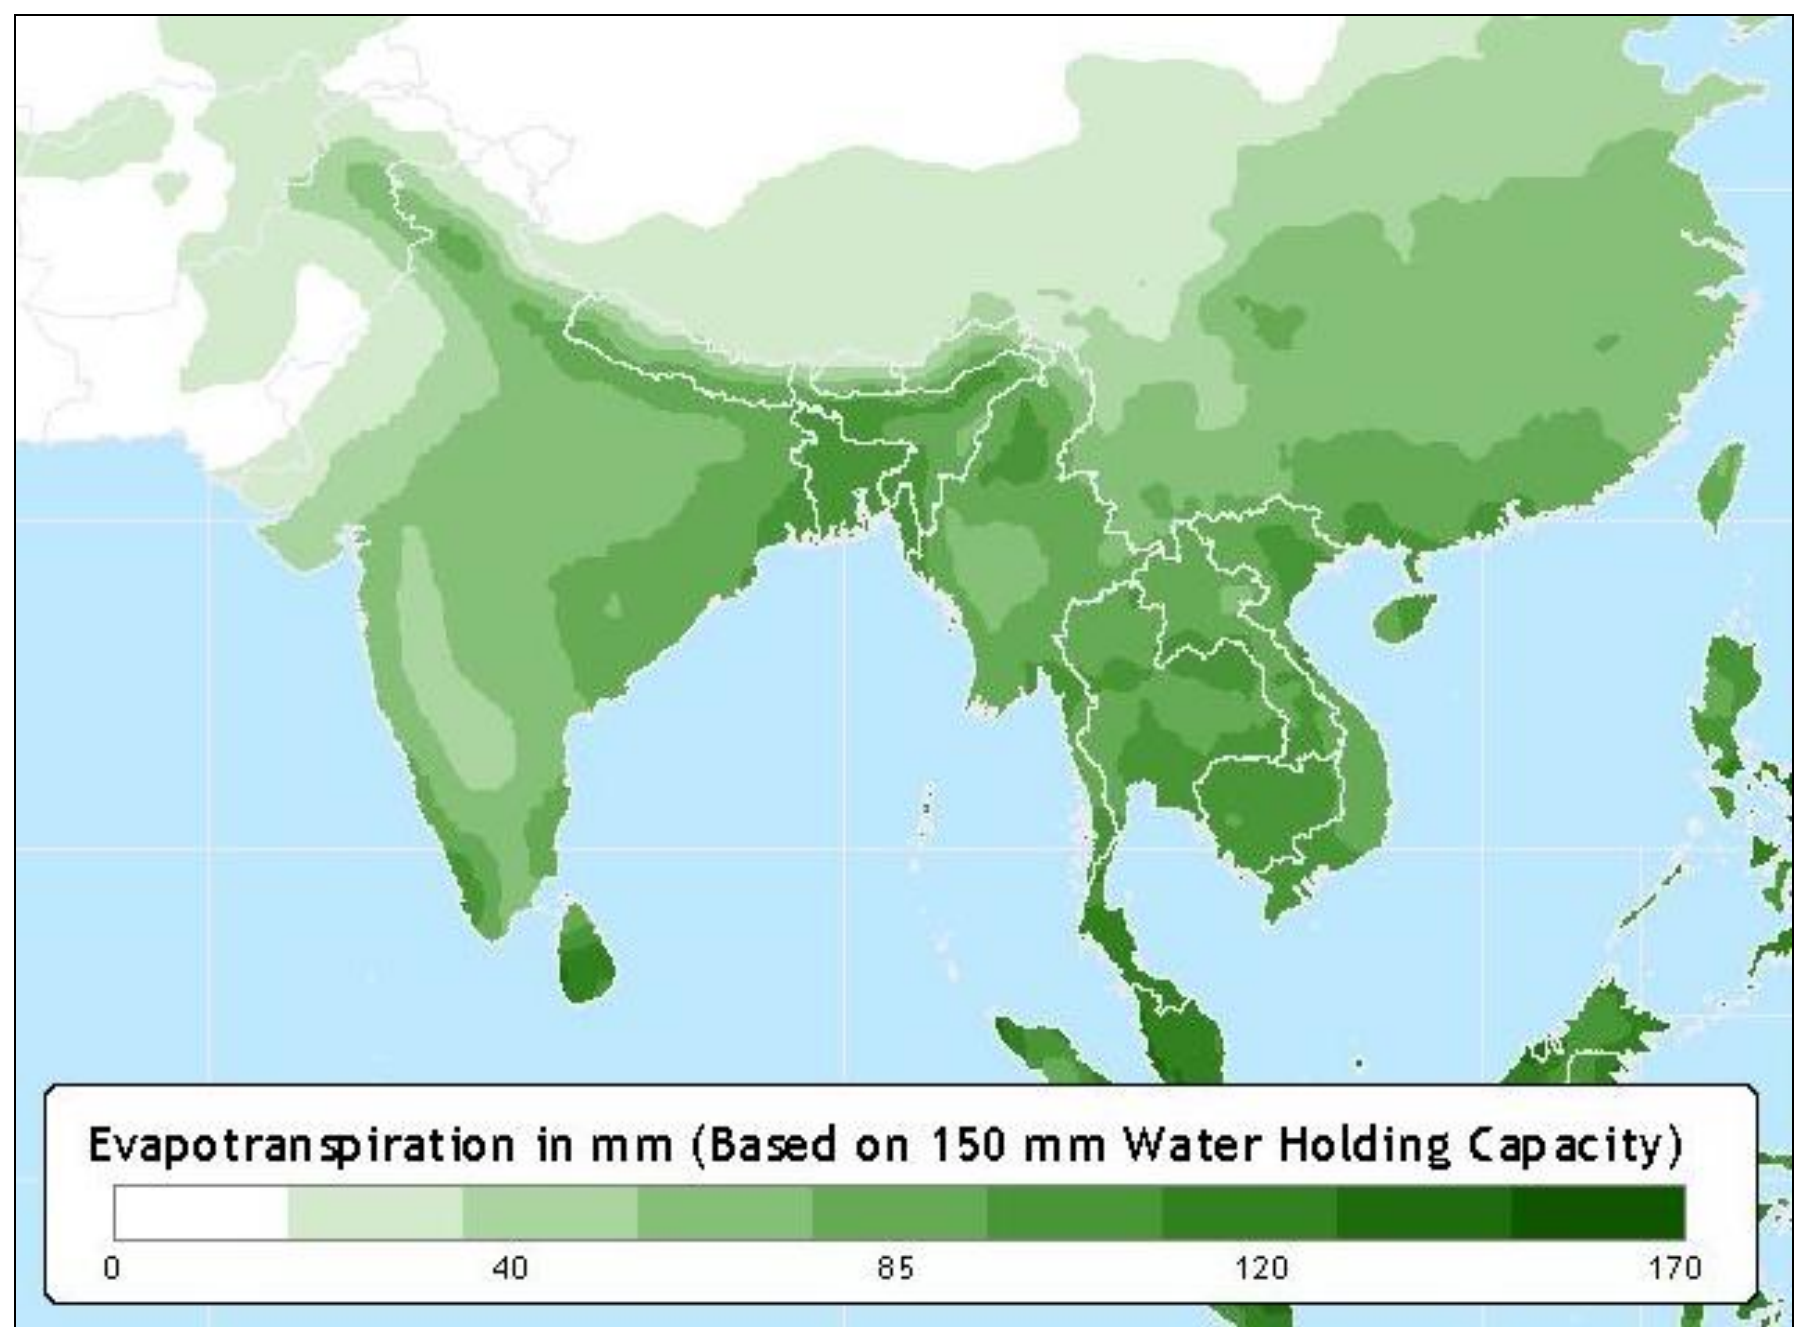 Evapotranspiration in mm (Based on 150 mm Water Holding Capacity)
0 40 85 120 170